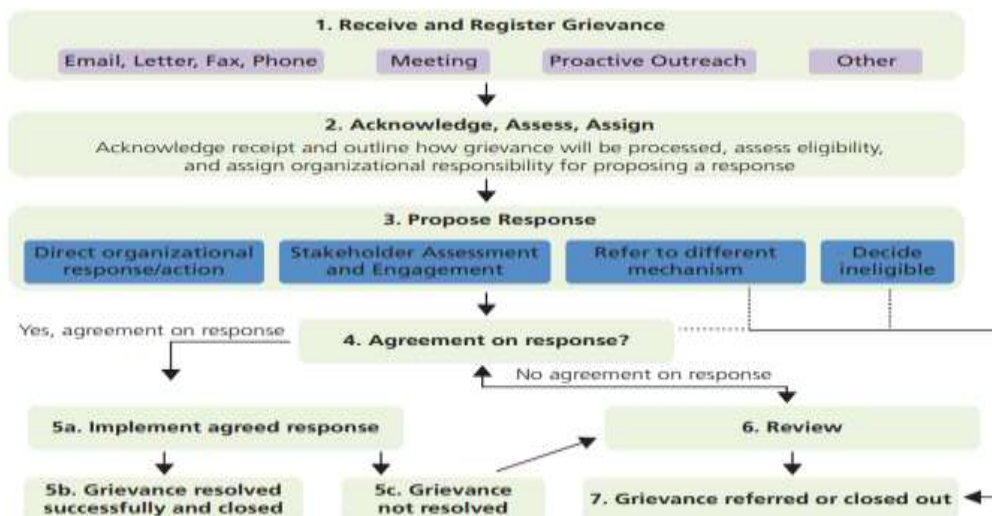 1. Receive and Register Grievance
Email, Letter, Fax, Phone
Meeting
Proactive Outreach
Other
2. Acknowledge, Assess, Assign
Acknowledge receipt and outline how grievance will be processed, assess eligibility,
and assign organizational responsibility for proposing a response
3. Propose Response
Direct organizational
response/action
Stakeholder Assessment
and Engagement
Refer to different
mechanism
Decide
ineligible
Yes, agreement on response
4. Agreement on response?
No agreement on response
5a. Implement agreed response
6. Review
5b. Grievance resolved
successfully and closed
5c. Grievance
not resolved
7. Grievance referred or closed out